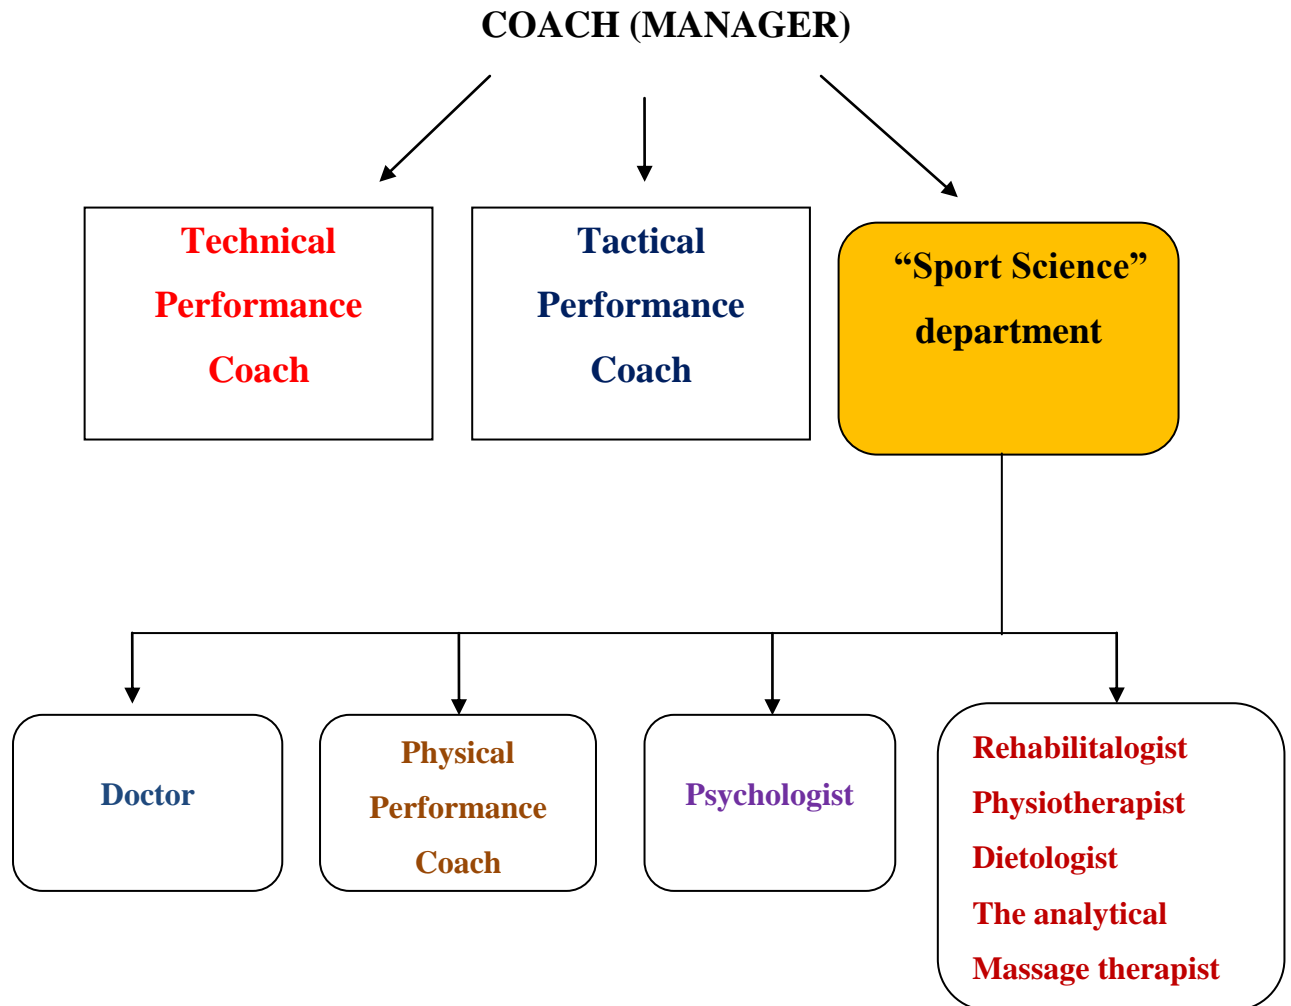 COACH (MANAGER)
Technical
Performance
Coach
Tactical
Performance
Coach
“Sport Science”
department
Doctor
Physical
Performance
Coach
Psychologist
Rehabilitalogist
Physiotherapist
Dietologist
The analytical
Massage therapist